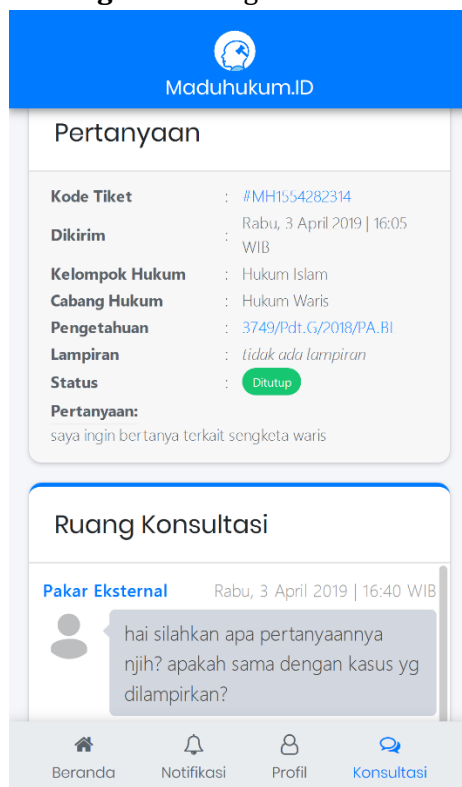 Maduhukum.ID
Pertanyaan
Kode Tiket : #MH1554282314
Dikirim : Rabu, 3 April 2019 | 16:05
WIB
Kelompok Hukum : Hukum Islam
Cabang Hukum : Hukum Waris
Pengetahuan : 3749/Pdt.G/2018/PA.BI
Lampiran : tidak ada lampiran
Status : Ditutup
Pertanyaan:
saya ingin bertanya terkait sengketa waris
Ruang Konsultasi
Pakar Eksternal Rabu, 3 April 2019 | 16:40 WIB
hai silahkan apa pertanyaannya
njih? apakah sama dengan kasus yg
dilampirkan?
Beranda Notifikasi Profil Konsultasi